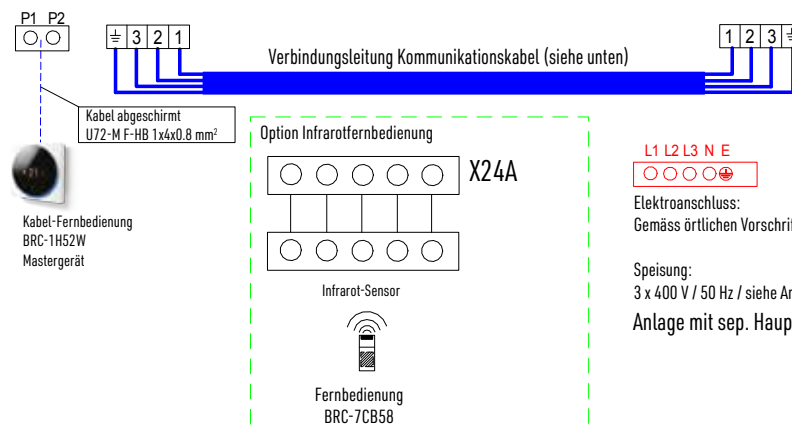 P1 P2
3 2 1
1 2 3
Verbindungsleitung Kommunikationskabel (siehe unten)
Kabel abgeschirmt
U72-M F-HB 1x4x0.8 mm²
Kabel-Fernbedienung
BRC-1H52W
Mastergerät
Option Infrarotfernbedienung
X24A
Infrarot-Sensor
Fernbedienung
BRC-7CB58
L1 L2 L3 N E
Elektroanschluss:
Gemäss örtlichen Vorschrif
Speisung:
3 x 400 V / 50 Hz / siehe An
Anlage mit sep. Haup